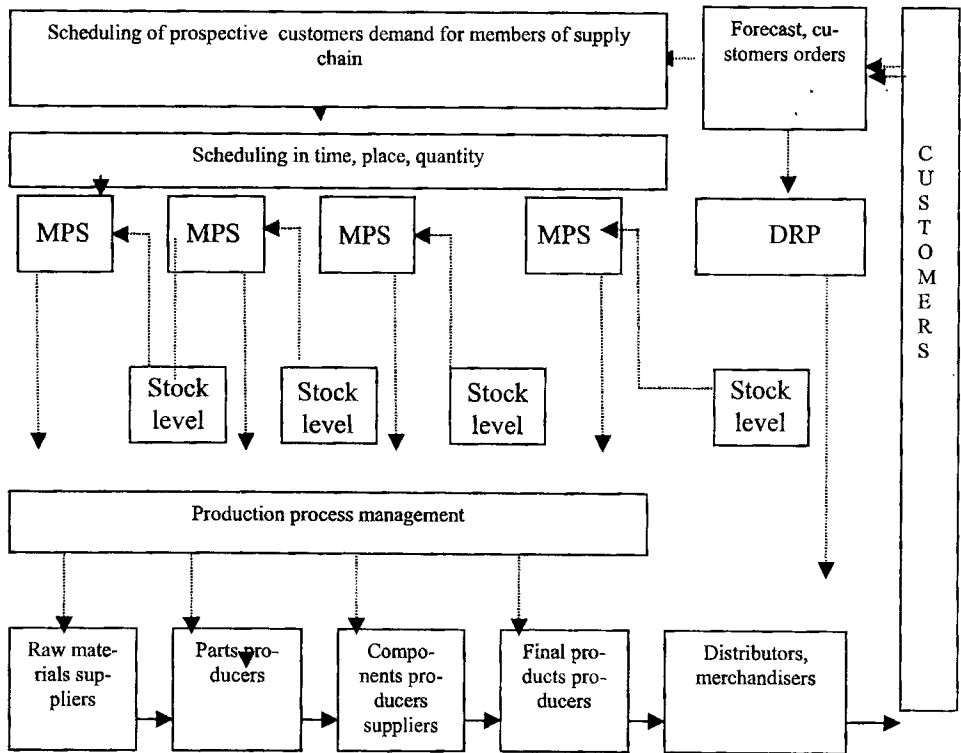 Scheduling of prospective customers demand for members of supply
chain
Forecast, cu-
stomers orders
Scheduling in time, place, quantity
MPS
MPS
MPS
MPS
DRP
CUSTOMERS
Stock
level
Stock
level
Stock
level
Stock
level
Production process management
Raw mate-
rials sup-
pliers
Parts pro-
ducers
Compo-
nents pro-
ducers
suppliers
Final pro-
ducts pro-
ducers
Distributors,
merchandisers